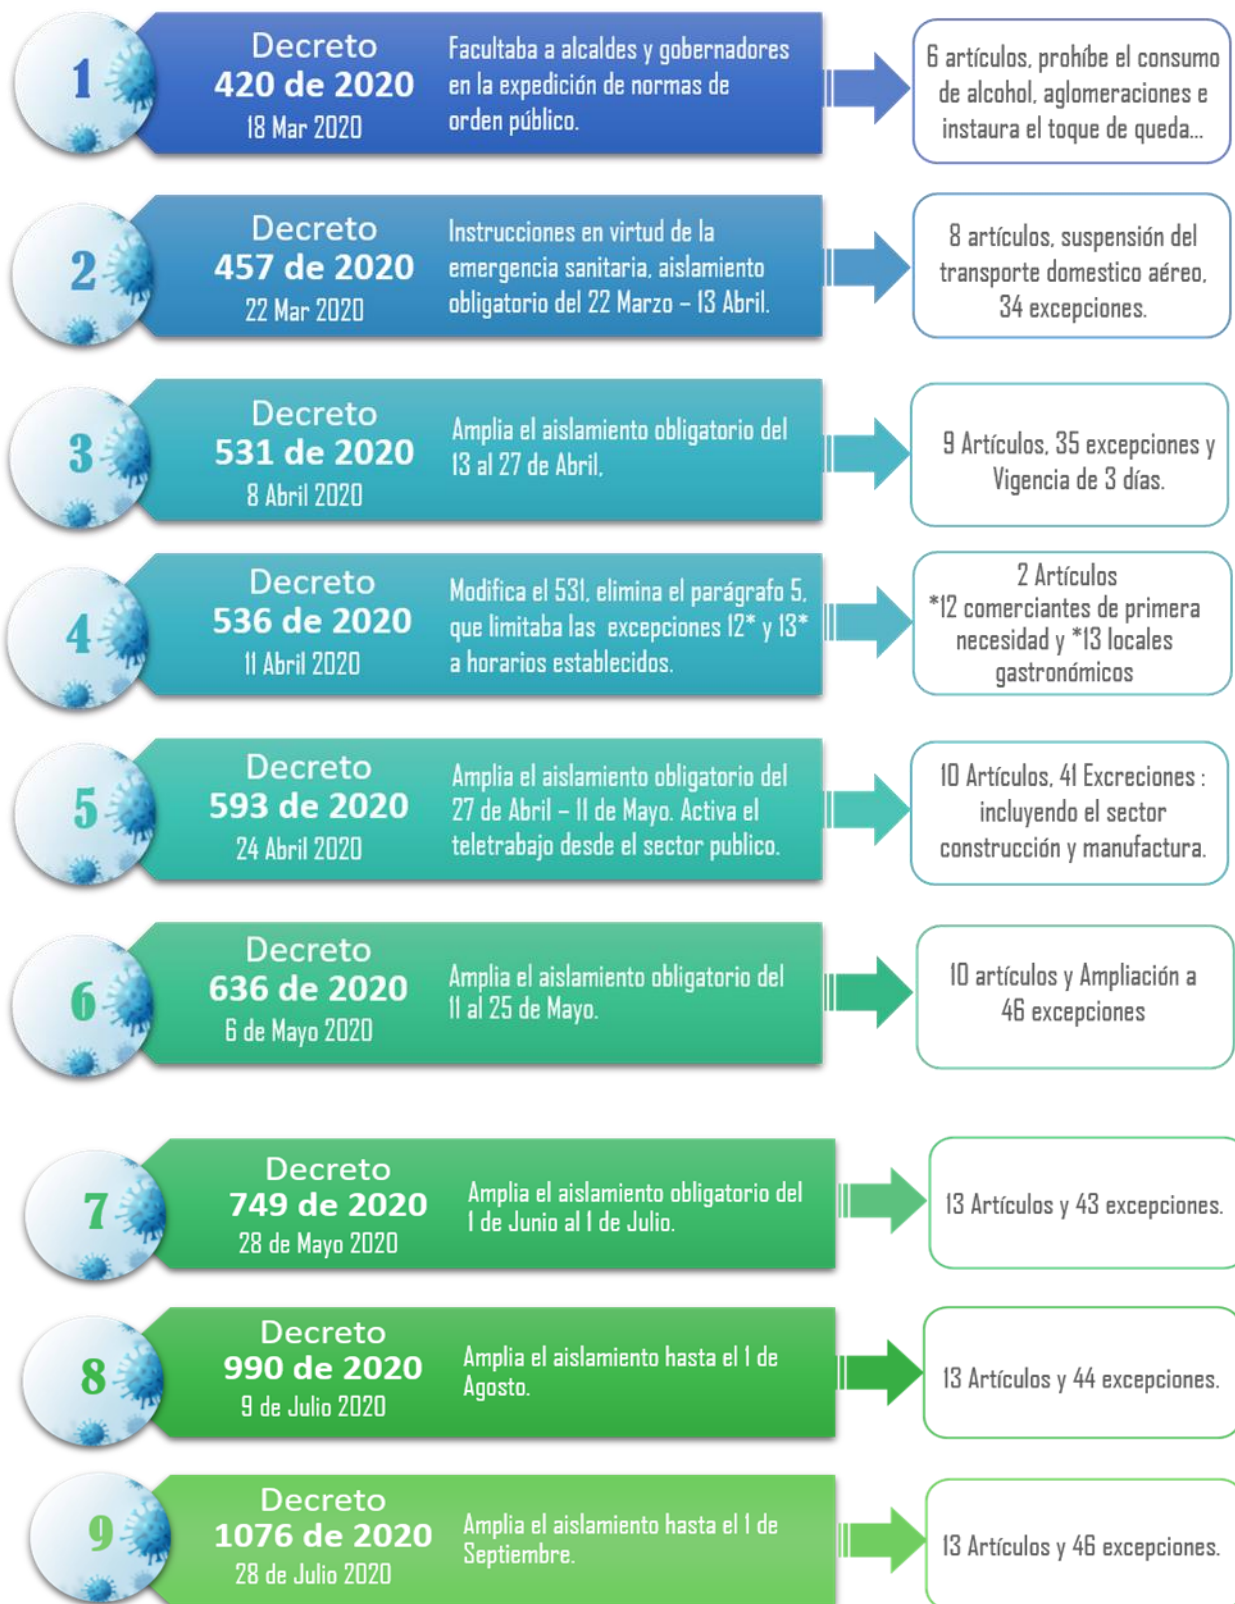 1
Decreto
420 de 2020
18 Mar 2020
Facultaba a alcaldes y gobernadores
en la expedición de normas de
orden público.
6 artículos, prohíbe el consumo
de alcohol, aglomeraciones e
instaura el toque de queda...
2
Decreto
457 de 2020
22 Mar 2020
Instrucciones en virtud de la
emergencia sanitaria, aislamiento
obligatorio del 22 Marzo – 13 Abril.
8 artículos, suspensión del
transporte domestico aéreo,
34 excepciones.
3
Decreto
531 de 2020
8 Abril 2020
Amplia el aislamiento obligatorio del
13 al 27 de Abril,
9 Artículos, 35 excepciones y
Vigencia de 3 días.
4
Decreto
536 de 2020
11 Abril 2020
Modifica el 531, elimina el parágrafo 5,
que limitaba las excepciones 12* y 13*
a horarios establecidos.
2 Artículos
*12 comerciantes de primera
necesidad y *13 locales
gastronómicos
5
Decreto
593 de 2020
24 Abril 2020
Amplia el aislamiento obligatorio del
27 de Abril – 11 de Mayo. Activa el
teletrabajo desde el sector publico.
10 Artículos, 41 Excreciones :
incluyendo el sector
construcción y manufactura.
6
Decreto
636 de 2020
6 de Mayo 2020
Amplia el aislamiento obligatorio del
11 al 25 de Mayo.
10 artículos y Ampliación a
46 excepciones
7
Decreto
749 de 2020
28 de Mayo 2020
Amplia el aislamiento obligatorio del
1 de Junio al 1 de Julio.
13 Artículos y 43 excepciones.
8
Decreto
990 de 2020
9 de Julio 2020
Amplia el aislamiento hasta el 1 de
Agosto.
13 Artículos y 44 excepciones.
9
Decreto
1076 de 2020
28 de Julio 2020
Amplia el aislamiento hasta el 1 de
Septiembre.
13 Artículos y 46 excepciones.